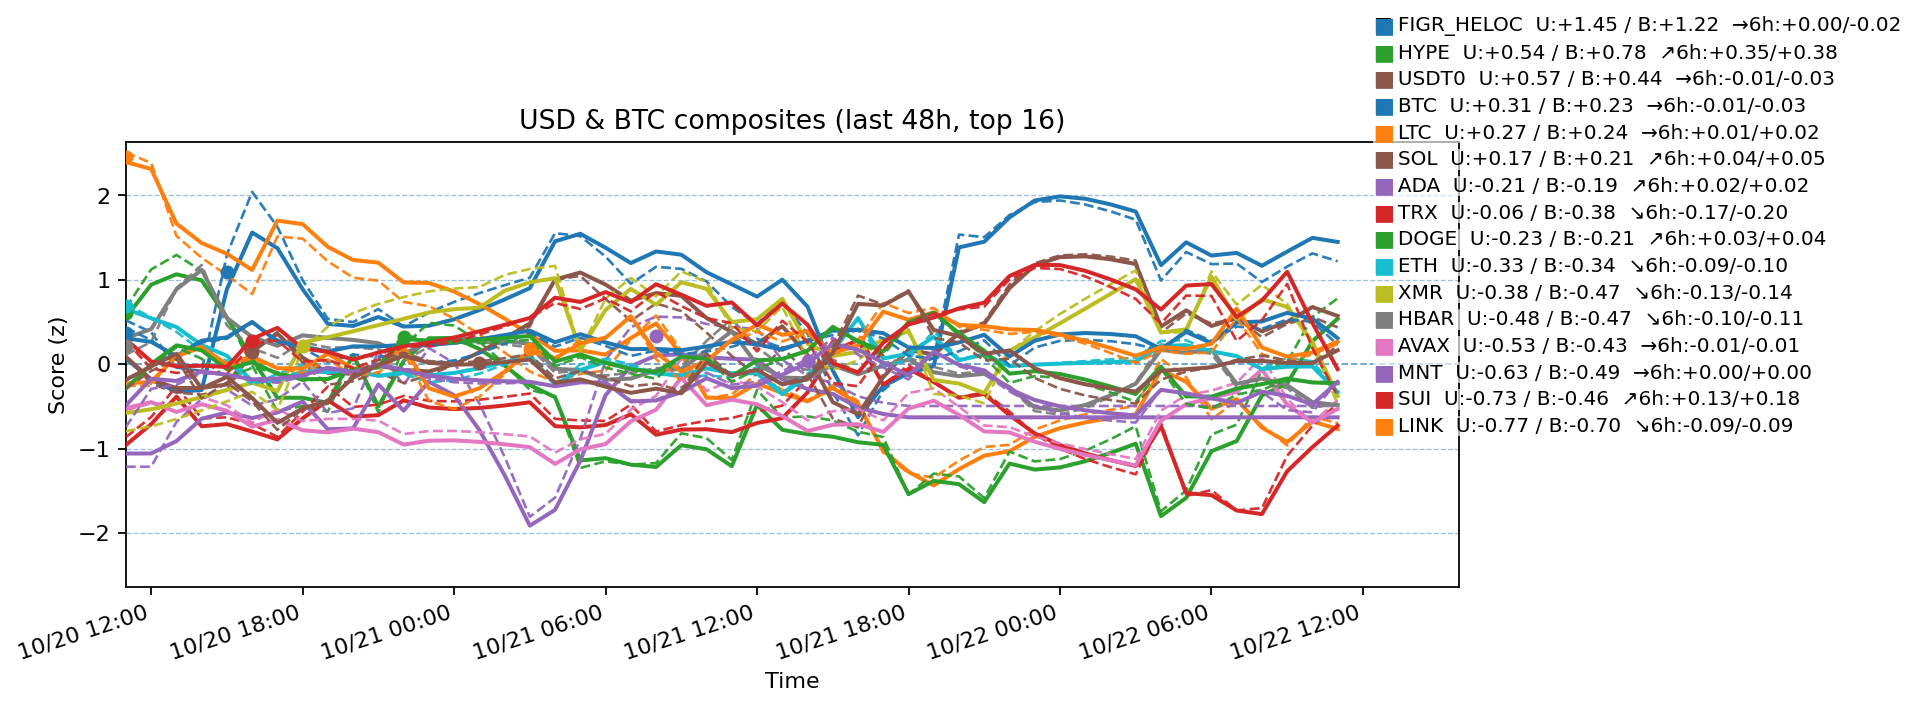 FIGR_HELOC U:+1.45 / B:+1.22 →6h:+0.00/-0.02
HYPE U:+0.54 / B:+0.78 ↗6h:+0.35/+0.38
USDT0 U:+0.57 / B:+0.44 →6h:-0.01/-0.03
BTC U:+0.31 / B:+0.23 →6h:-0.01/-0.03
LTC U:+0.27 / B:+0.24 →6h:+0.01/+0.02
SOL U:+0.17 / B:+0.21 ↗6h:+0.04/+0.05
ADA U:-0.21 / B:-0.19 ↗6h:+0.02/+0.02
TRX U:-0.06 / B:-0.38 ↘6h:-0.17/-0.20
DOGE U:-0.23 / B:-0.21 ↗6h:+0.03/+0.04
ETH U:-0.33 / B:-0.34 ↘6h:-0.09/-0.10
XMR U:-0.38 / B:-0.47 ↘6h:-0.13/-0.14
HBAR U:-0.48 / B:-0.47 ↘6h:-0.10/-0.11
AVAX U:-0.53 / B:-0.43 →6h:-0.01/-0.01
MNT U:-0.63 / B:-0.49 →6h:+0.00/+0.00
SUI U:-0.73 / B:-0.46 ↗6h:+0.13/+0.18
LINK U:-0.77 / B:-0.70 ↘6h:-0.09/-0.09
USD & BTC composites (last 48h, top 16)
Score (z)
2
1
0
−1
−2
10/20 12:00
10/20 18:00
10/21 00:00
10/21 06:00
10/21 12:00
10/21 18:00
10/22 00:00
10/22 06:00
10/22 12:00
Time